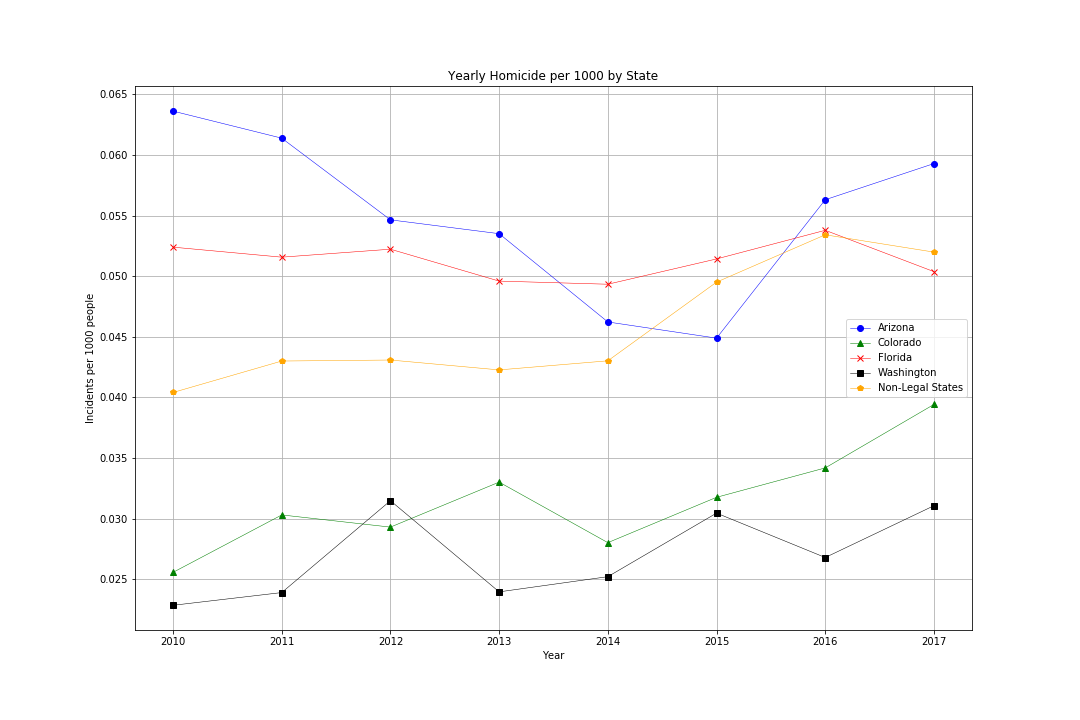 Yearly Homicide per 1000 by State
0.065
0.060
0.055
0.050
0.045
0.040
0.035
0.030
0.025
Incidents per 1000 people
Arizona
Colorado
Florida
Washington
Non-Legal States
2010 2011 2012 2013 2014 2015 2016 2017
Year